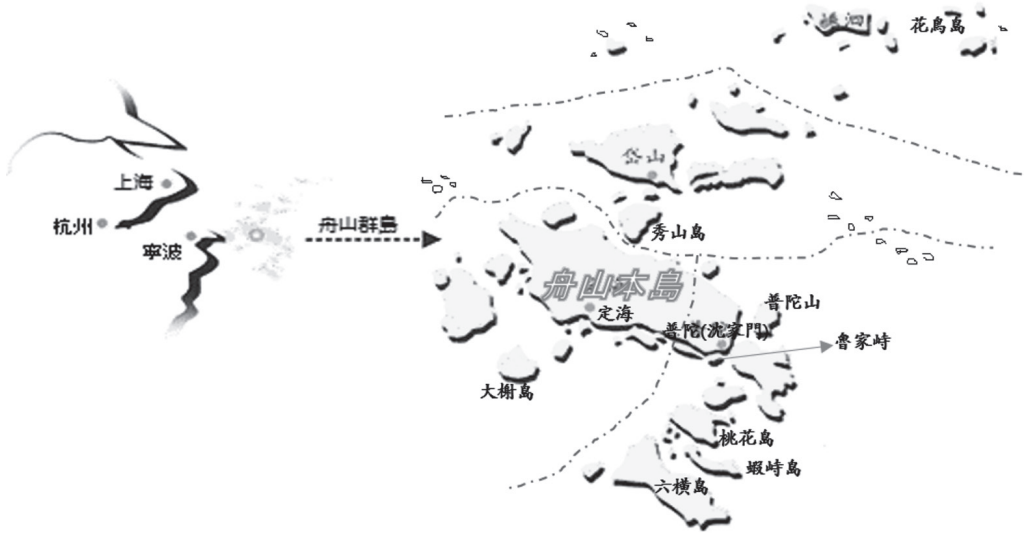 花鳥島
岱山
上海
杭州
舟山群島
寧波
秀山島
舟山本島
普陀山
定海
普陀(沈家門)
魯家峙
大榭島
桃花島
蝦峙島
六橫島